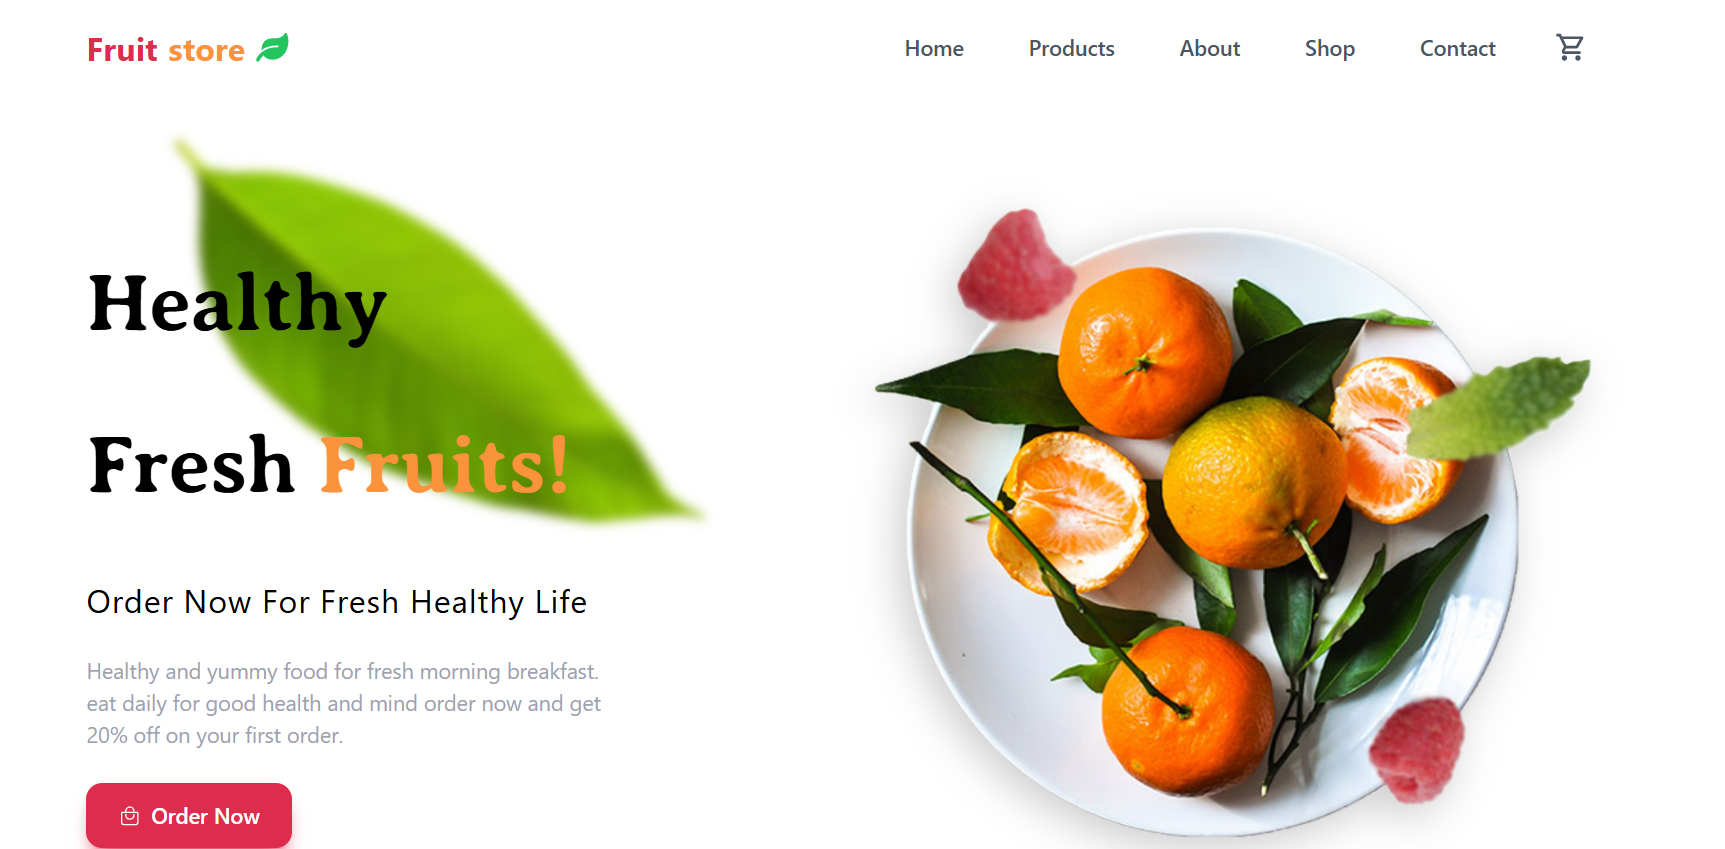 Fruit store
Home Products About Shop Contact
Healthy
Fresh Fruits!
Order Now For Fresh Healthy Life
Healthy and yummy food for fresh morning breakfast.
eat daily for good health and mind order now and get
20% off on your first order.
Order Now